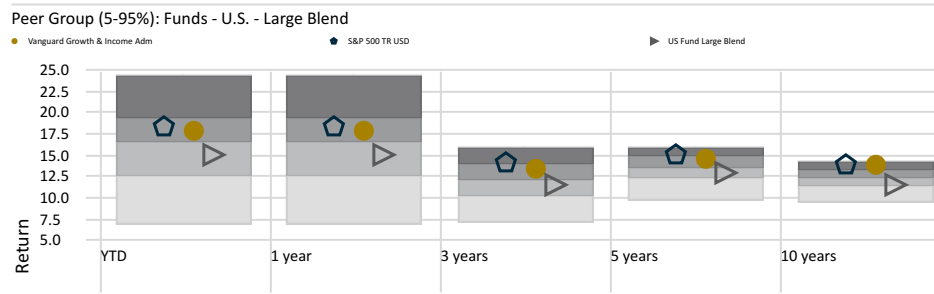 Peer Group (5-95%): Funds - U.S. - Large Blend
Vanguard Growth & Income Adm S&P 500 TR USD US Fund Large Blend
25.0
22.5
20.0
17.5
15.0
12.5
10.0
7.5
5.0
Return
YTD 1 year 3 years 5 years 10 years